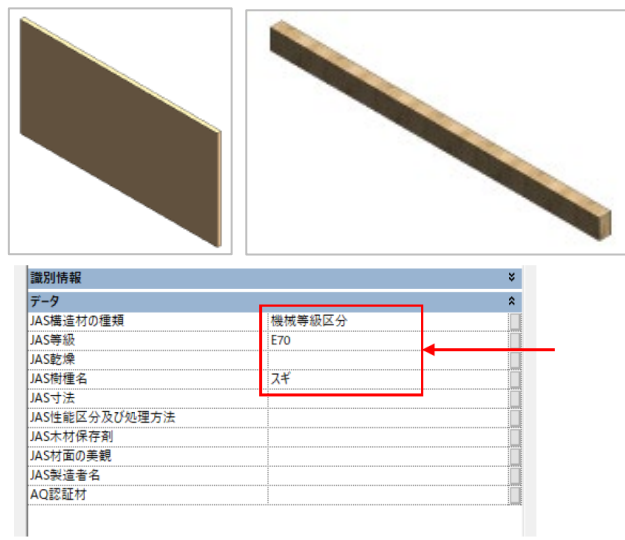 識別情報
データ
JAS構造材の種類 機械等級区分
JAS等級 E70
JAS乾燥
JAS樹種名 スギ
JAS寸法
JAS性能区分及び処理方法
JAS木材保存剤
JAS材面の美観
JAS製造者名
AQ認証材